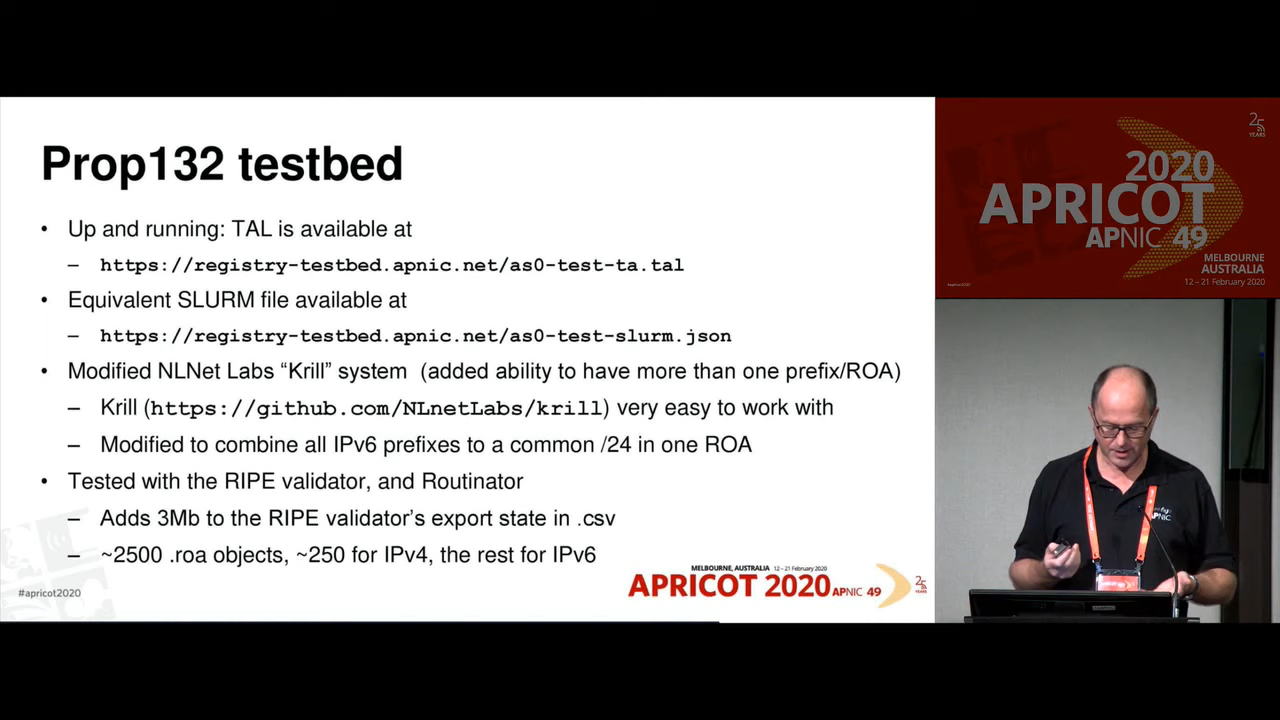 Prop132 testbed
• Up and running: TAL is available at
– https://registry-testbed.apnic.net/as0-test-ta.tal
• Equivalent SLURM file available at
– https://registry-testbed.apnic.net/as0-test-slurm.json
• Modified NLNet Labs “Krill” system (added ability to have more than one prefix/ROA)
– Krill (https://github.com/NLnetLabs/krill) very easy to work with
– Modified to combine all IPv6 prefixes to a common /24 in one ROA
• Tested with the RIPE validator, and Routinator
– Adds 3Mb to the RIPE validator’s export state in .csv
– ~2500 .roa objects, ~250 for IPv4, the rest for IPv6
#apricot2020
MELBOURNE, AUSTRALIA 12 – 21 February 2020
APRICOT 2020 APNIC 49
25
YEARS
25
YEARS
2020
APRICOT
APNIC 49
MELBOURNE
AUSTRALIA
12 – 21 February 2020
#apricot2020
APNIC